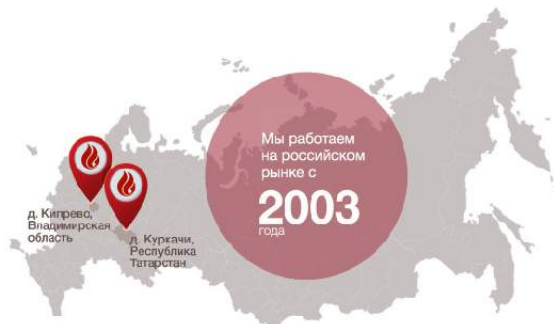 Мы работаем
на российском
рынке с
2003
года
д. Кипрево,
Владимирская
область
д. Куркачи,
Республика
Татарстан